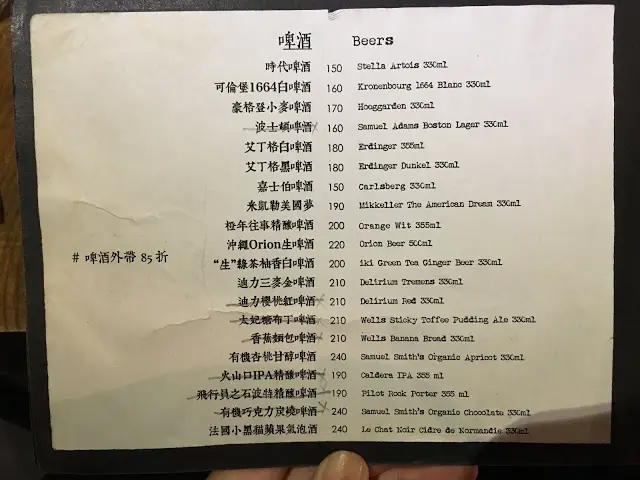 啤酒 Beers
時代啤酒 150 Stella Artois 330ml
可倫堡1664白啤酒 160 Kronenbourg 1664 Blanc 330ml
豪格登小麥啤酒 170 Hoeggarden 330ml
波士頓啤酒 160 Samuel Adams Boston Lager 330ml
艾丁格白啤酒 180 Erdinger 355ml
艾丁格黑啤酒 180 Erdinger Dunkel 330ml
嘉士伯啤酒 150 Carlsberg 330ml
米凱勒美國夢 190 Mikkeller The American Dream 330ml
橙年往事精釀啤酒 200 Orange Wit 355ml
沖繩Orion生啤酒 220 Orion Beer 500ml
# 啤酒外帶 85 折
“生”綠茶柚香白啤酒 200 iki Green Tea Ginger Beer 330ml
迪力三麥金啤酒 210 Delirium Tremens 330ml
迪力櫻桃紅啤酒 210 Delirium Red 330ml
太妃糖布丁啤酒 210 Wells Sticky Toffee Pudding Ale 330ml
香蕉麵包啤酒 210 Wells Banana Bread 330ml
有機杏桃甘醇啤酒 240 Samuel Smith's Organic Apricot 330ml
火山口IPA精釀啤酒 190 Caldera IPA 355 ml
飛行員之石波特精釀啤酒 190 Pilot Rock Porter 355 ml
有機巧克力炭燒啤酒 240 Samuel Smith's Organic Chocolate 330ml
法國小黑猫蘋果氣泡酒 240 Le Chat Noir Cidre de Normandie 330ml